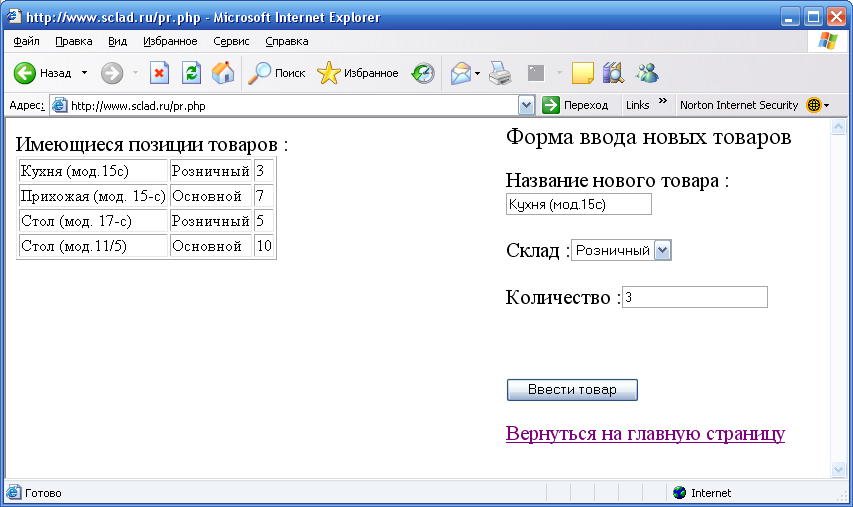 http://www.sclad.ru/pr.php - Microsoft Internet Explorer
Файл Правка Вид Избранное Сервис Справка
Назад Поиск Избранное
Адрес: http://www.sclad.ru/pr.php Переход Links » Norton Internet Security
Имеющиеся позиции товаров :
Кухня (мод.15с) Розничный 3
Прихожая (мод. 15-с) Основной 7
Стол (мод. 17-с) Розничный 5
Стол (мод.11/5) Основной 10
Форма ввода новых товаров
Название нового товара :
Кухня (мод.15с)
Склад : Розничный
Количество : 3
Ввести товар
Вернуться на главную страницу
Готово Internet